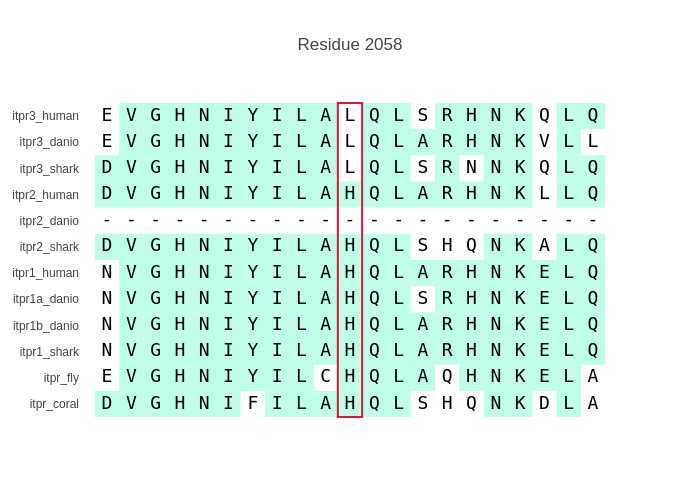 Residue 2058
itpr3_human E V G H N I Y I L A L Q L S R H N K Q L Q
itpr3_danio E V G H N I Y I L A L Q L A R H N K V L L
itpr3_shark D V G H N I Y I L A L Q L S R N N K Q L Q
itpr2_human D V G H N I Y I L A H Q L A R H N K L L Q
itpr2_danio - - - - - - - - - - - - - - - - - - - - -
itpr2_shark D V G H N I Y I L A H Q L S H Q N K A L Q
itpr1_human N V G H N I Y I L A H Q L A R H N K E L Q
itpr1a_danio N V G H N I Y I L A H Q L S R H N K E L Q
itpr1b_danio N V G H N I Y I L A H Q L A R H N K E L Q
itpr1_shark N V G H N I Y I L A H Q L A R H N K E L Q
itpr_fly E V G H N I Y I L C H Q L A Q H N K E L A
itpr_coral D V G H N I F I L A H Q L S H Q N K D L A